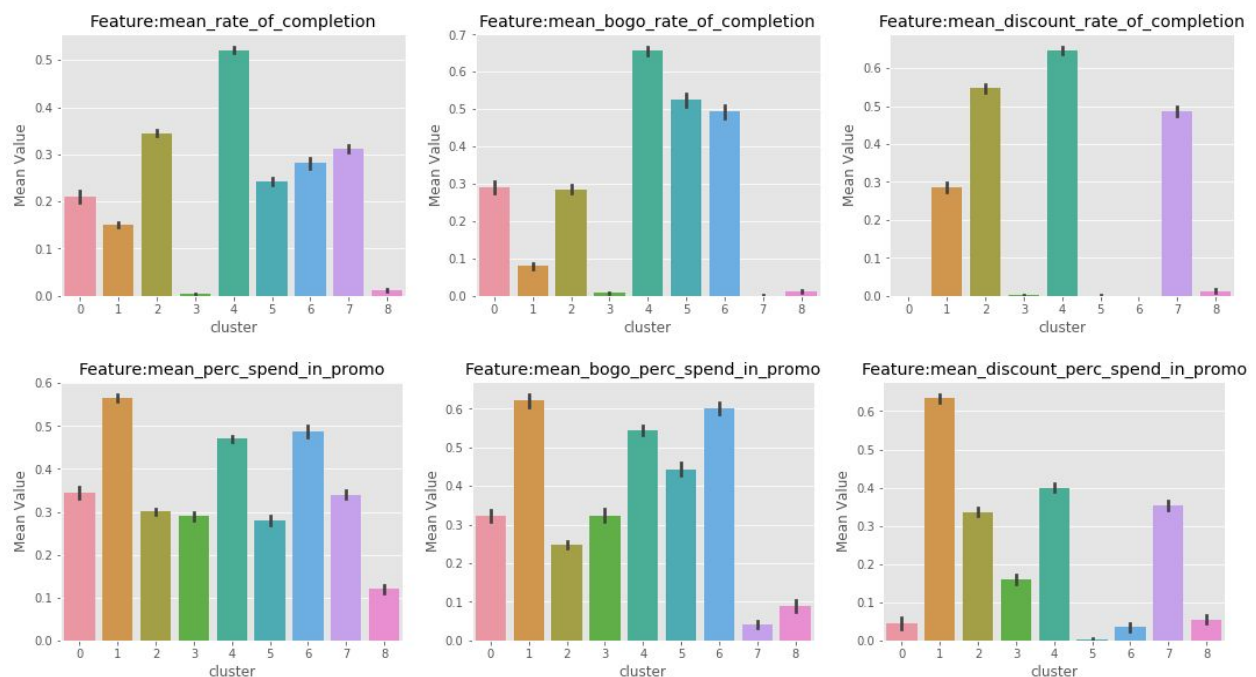 Feature:mean_rate_of_completion
Mean Value
0.5
0.4
0.3
0.2
0.1
0.0
0 1 2 3 4 5 6 7 8
cluster
Feature:mean_bogo_rate_of_completion
Mean Value
0.7
0.6
0.5
0.4
0.3
0.2
0.1
0.0
0 1 2 3 4 5 6 7 8
cluster
Feature:mean_discount_rate_of_completion
Mean Value
0.6
0.5
0.4
0.3
0.2
0.1
0.0
0 1 2 3 4 5 6 7 8
cluster
Feature:mean_perc_spend_in_promo
Mean Value
0.6
0.5
0.4
0.3
0.2
0.1
0.0
0 1 2 3 4 5 6 7 8
cluster
Feature:mean_bogo_perc_spend_in_promo
Mean Value
0.6
0.5
0.4
0.3
0.2
0.1
0.0
0 1 2 3 4 5 6 7 8
cluster
Feature:mean_discount_perc_spend_in_promo
Mean Value
0.6
0.5
0.4
0.3
0.2
0.1
0.0
0 1 2 3 4 5 6 7 8
cluster